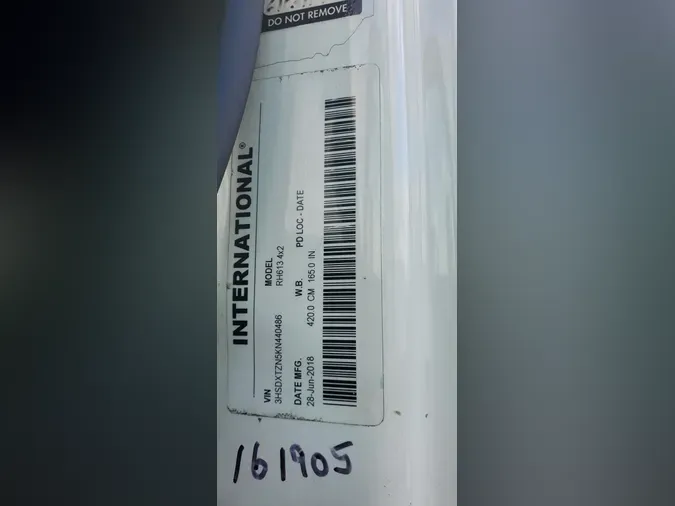 DO NOT REMOVE
INTERNATIONAL®
VIN MODEL
3HSDXTZN5KN440486 RH613 4x2
DATE MFG. W.B. PD LOC - DATE
28-Jun-2018 420.0 CM 165.0 IN
161905